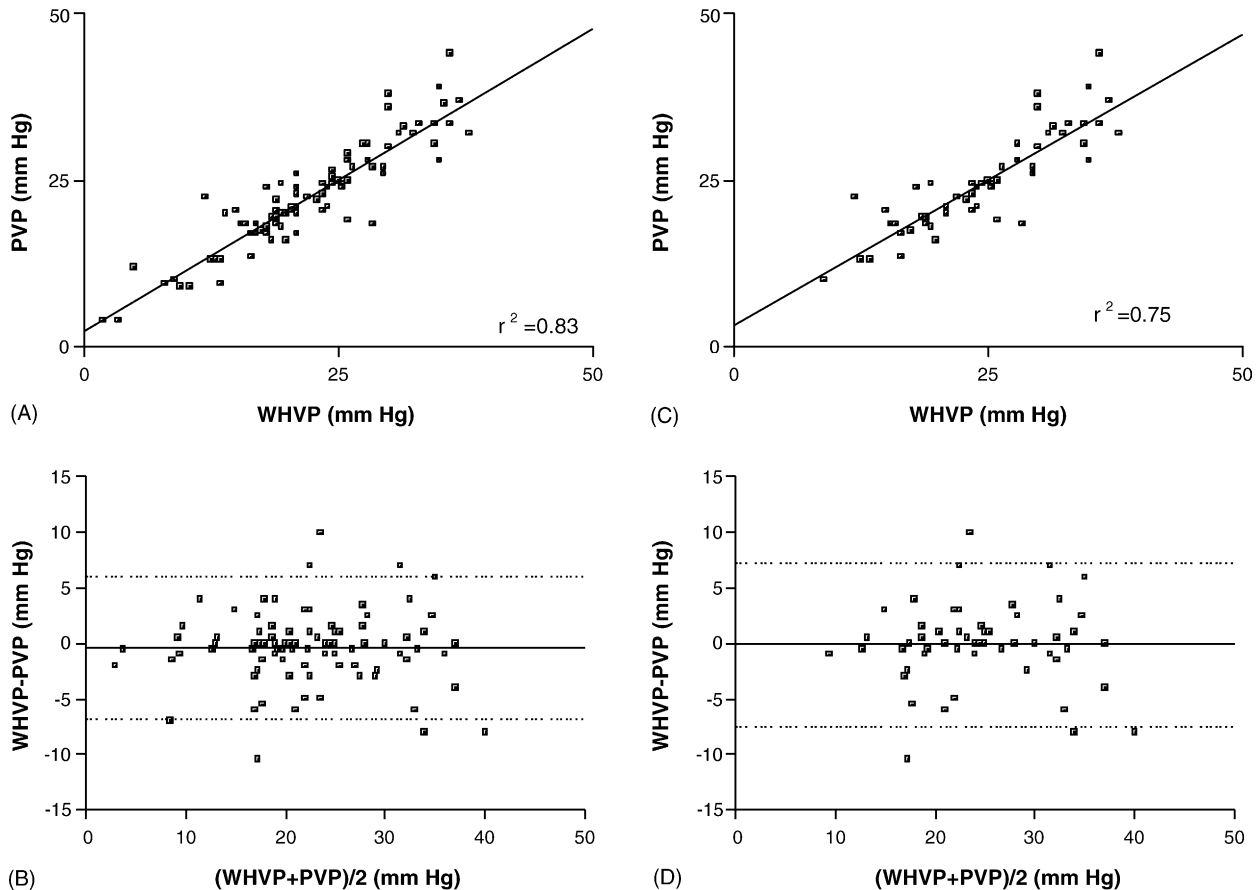 50
25
0
PVP (mm Hg)
r 2 =0.83
0 25 50
WHVP (mm Hg)
(A)
50
25
0
PVP (mm Hg)
r 2 =0.75
0 25 50
WHVP (mm Hg)
(C)
15
10
5
0
-5
-10
-15
WHVP-PVP (mm Hg)
0 10 20 30 40 50
(WHVP+PVP)/2 (mm Hg)
(B)
15
10
5
0
-5
-10
-15
WHVP-PVP (mm Hg)
0 10 20 30 40 50
(WHVP+PVP)/2 (mm Hg)
(D)